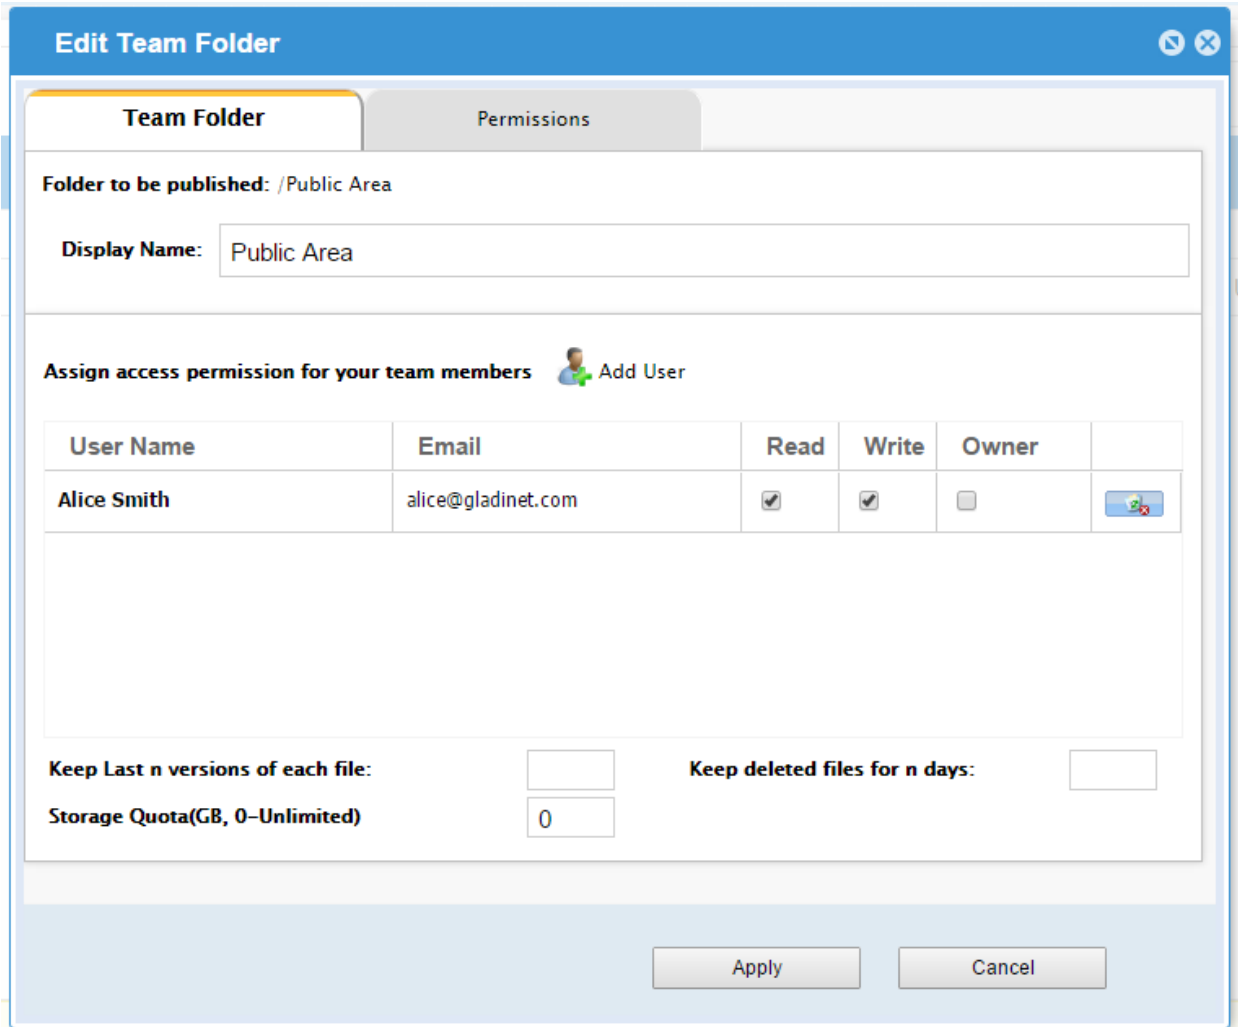 Edit Team Folder
Team Folder Permissions
Folder to be published: /Public Area
Display Name: Public Area
Assign access permission for your team members Add User
User Name Email Read Write Owner
Alice Smith alice@gladinet.com
Keep Last n versions of each file: Keep deleted files for n days:
Storage Quota(GB, 0-Unlimited) 0
Apply Cancel